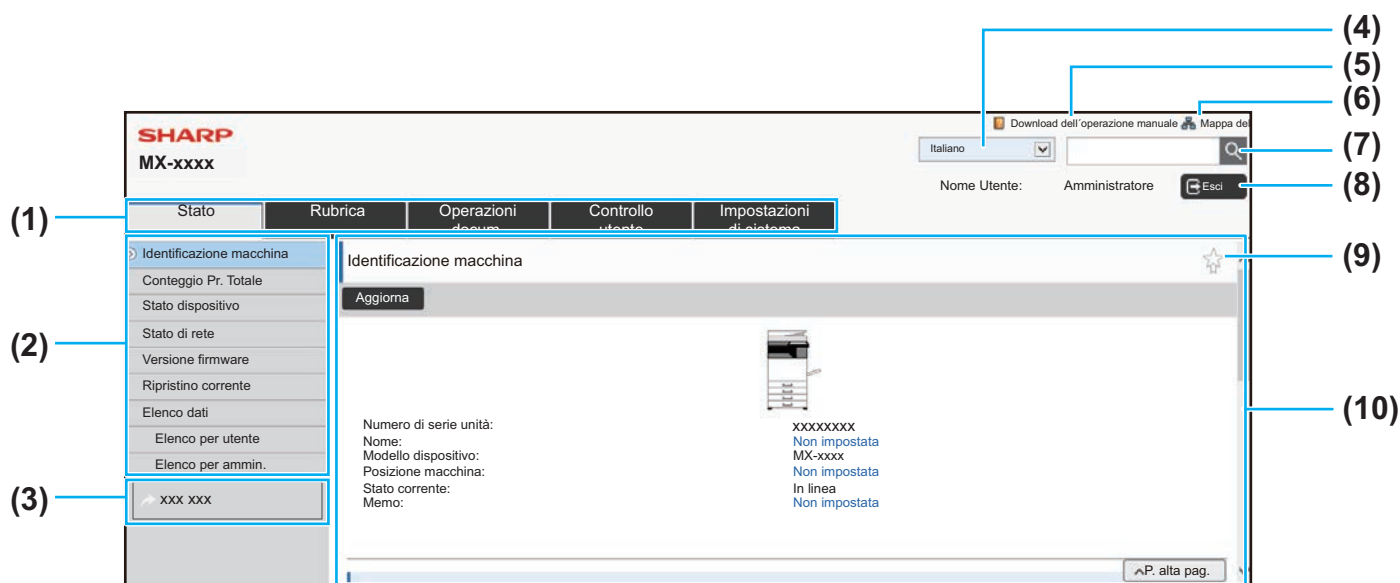 (4)
(5)
(6)
Download dell´operazione manuale Mappa del
SHARP
Italiano
(7)
MX-xxxx
Nome Utente: Amministratore Esci
(8)
(1)
Stato Rubrica Operazioni docum. Controllo utente Impostazioni di sistema
Identificazione macchina
Identificazione macchina
(9)
Conteggio Pr. Totale
Aggiorna
Stato dispositivo
Stato di rete
(2)
Versione firmware
Ripristino corrente
Elenco dati
(10)
Elenco per utente
Elenco per ammin.
Numero di serie unità: xxxxxxxx
Nome: Non impostata
Modello dispositivo: MX-xxxx
Posizione macchina: Non impostata
Stato corrente: In linea
Memo: Non impostata
(3)
xxx xxx
P. alta pag.